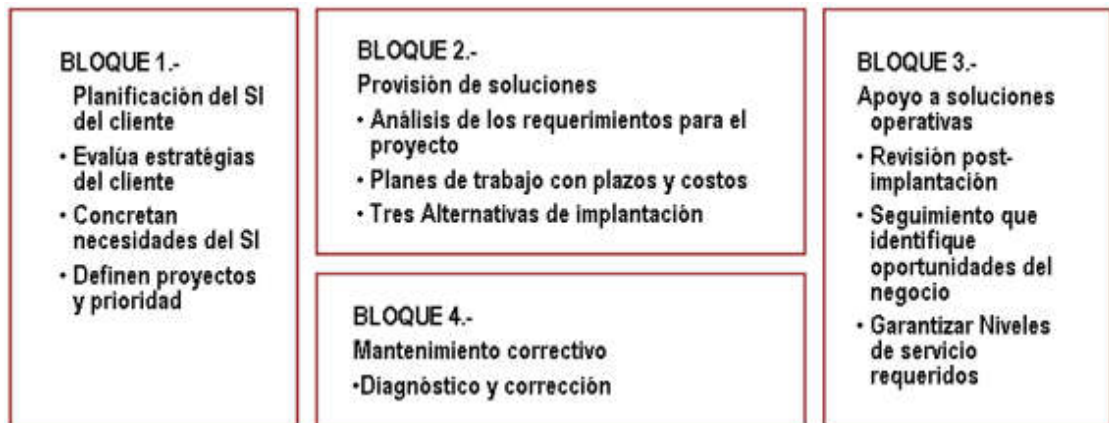 BLOQUE 1.-
Planificación del SI
del cliente
• Evalúa estratégias
del cliente
• Concretan
necesidades del SI
• Definen proyectos
y prioridad
BLOQUE 2.-
Provisión de soluciones
• Análisis de los requerimientos para el
proyecto
• Planes de trabajo con plazos y costos
• Tres Alternativas de implantación
BLOQUE 4.-
Mantenimiento correctivo
•Diagnóstico y corrección
BLOQUE 3.-
Apoyo a soluciones
operativas
• Revisión post-
implantación
• Seguimiento que
identifique
oportunidades del
negocio
• Garantizar Niveles
de servicio
requeridos